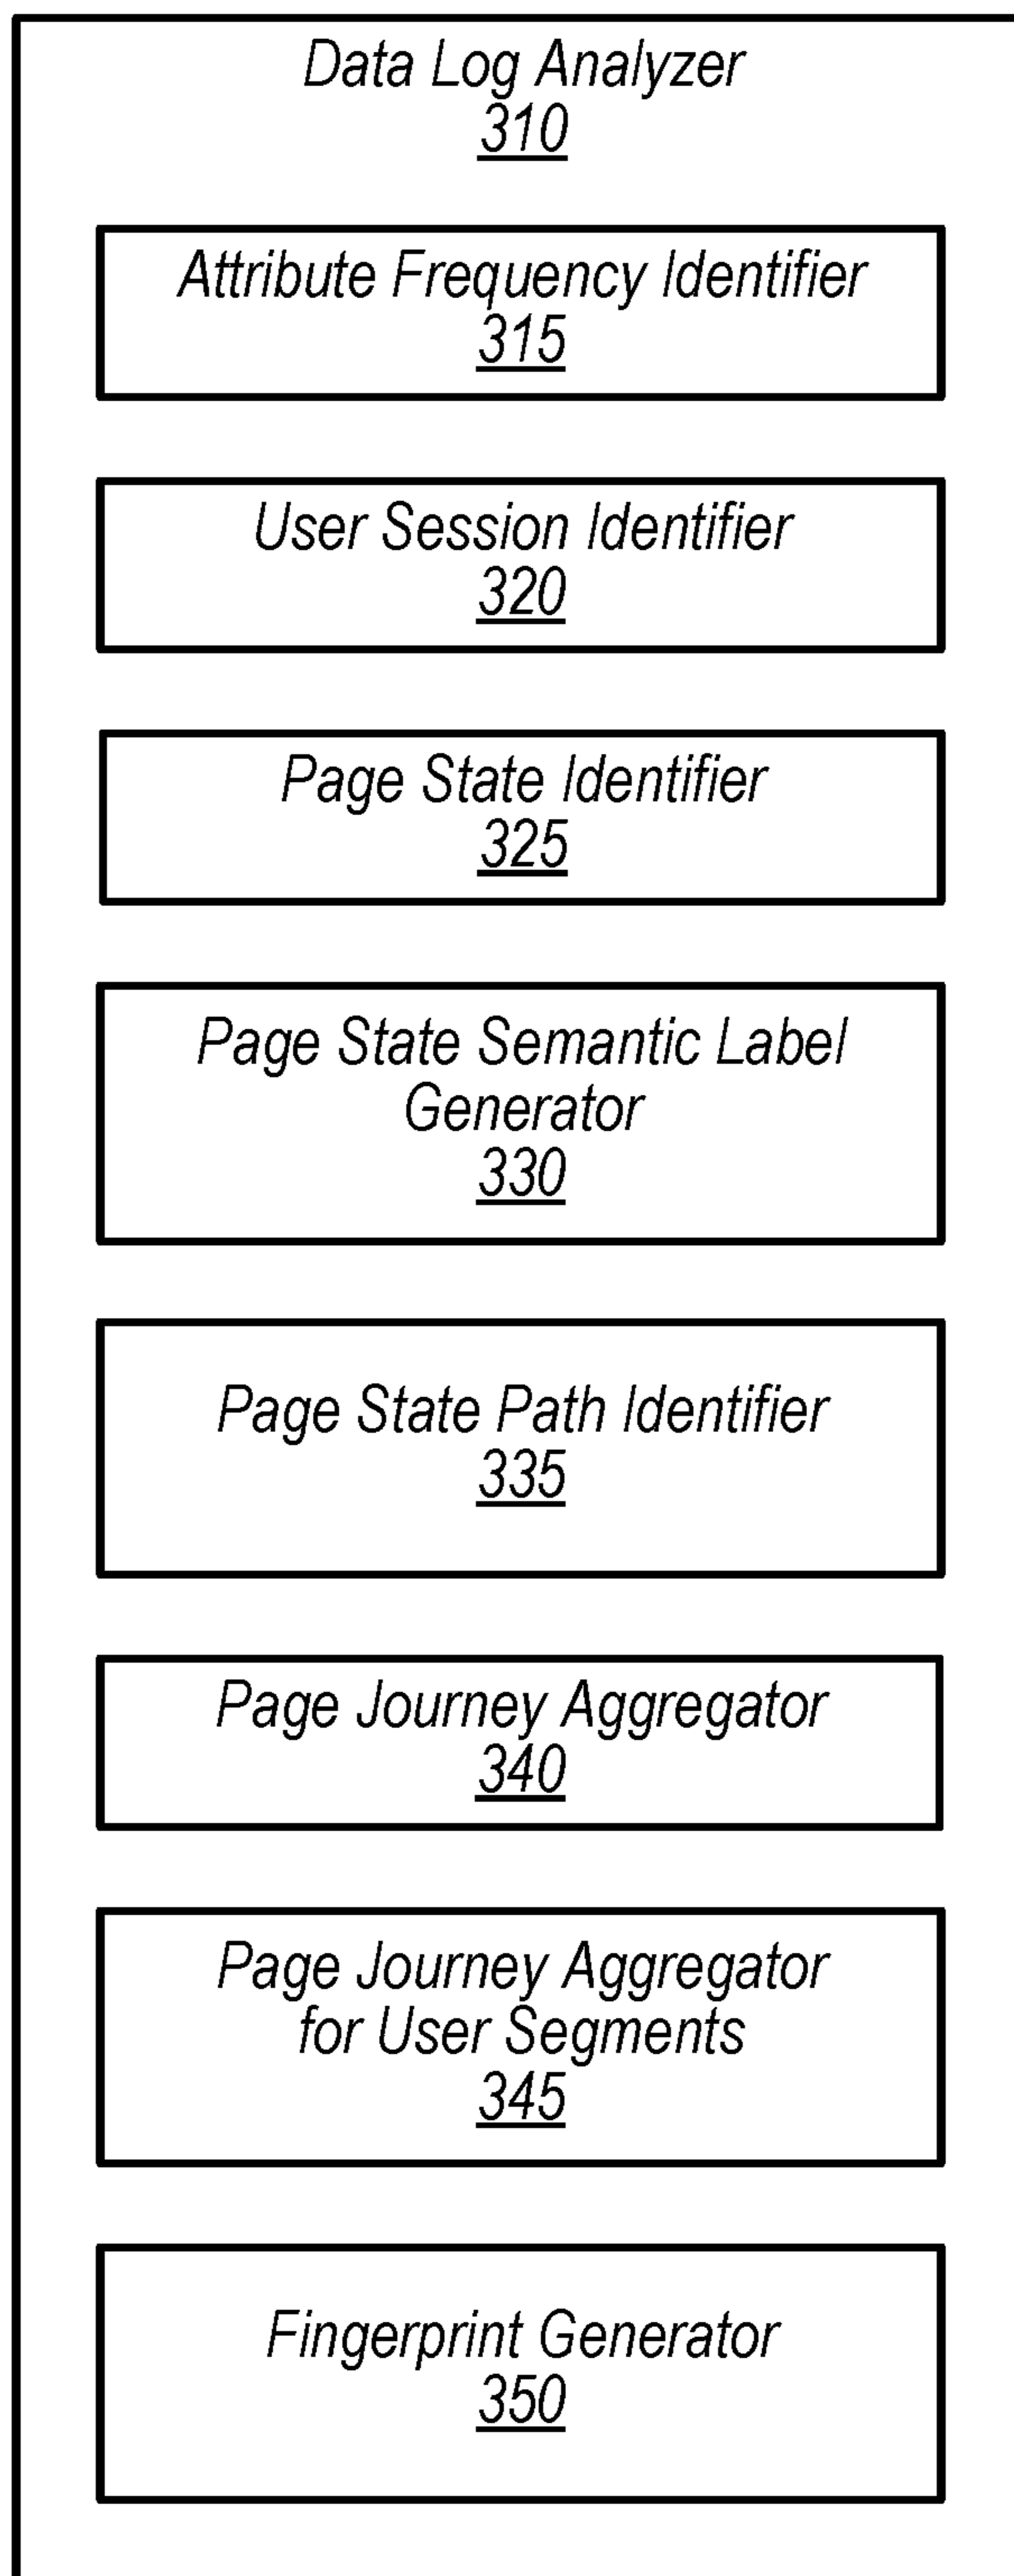 Data Log Analyzer
310
Attribute Frequency Identifier
315
User Session Identifier
320
Page State Identifier
325
Page State Semantic Label
Generator
330
Page State Path Identifier
335
Page Journey Aggregator
340
Page Journey Aggregator
for User Segments
345
Fingerprint Generator
350